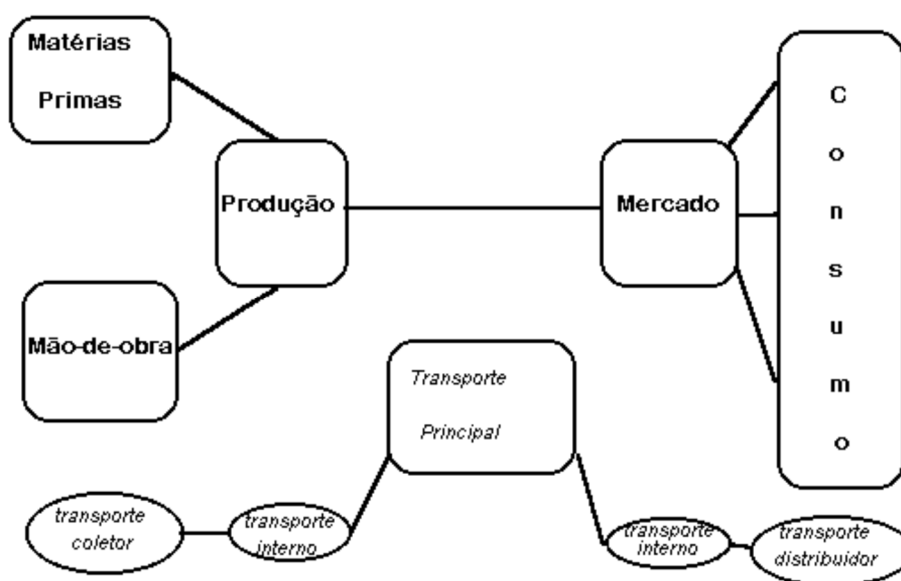 Matérias
Primas
Produção
Mercado
C
o
n
s
u
m
o
Mão-de-obra
Transporte
Principal
transporte
coletor
transporte
interno
transporte
interno
transporte
distribuidor